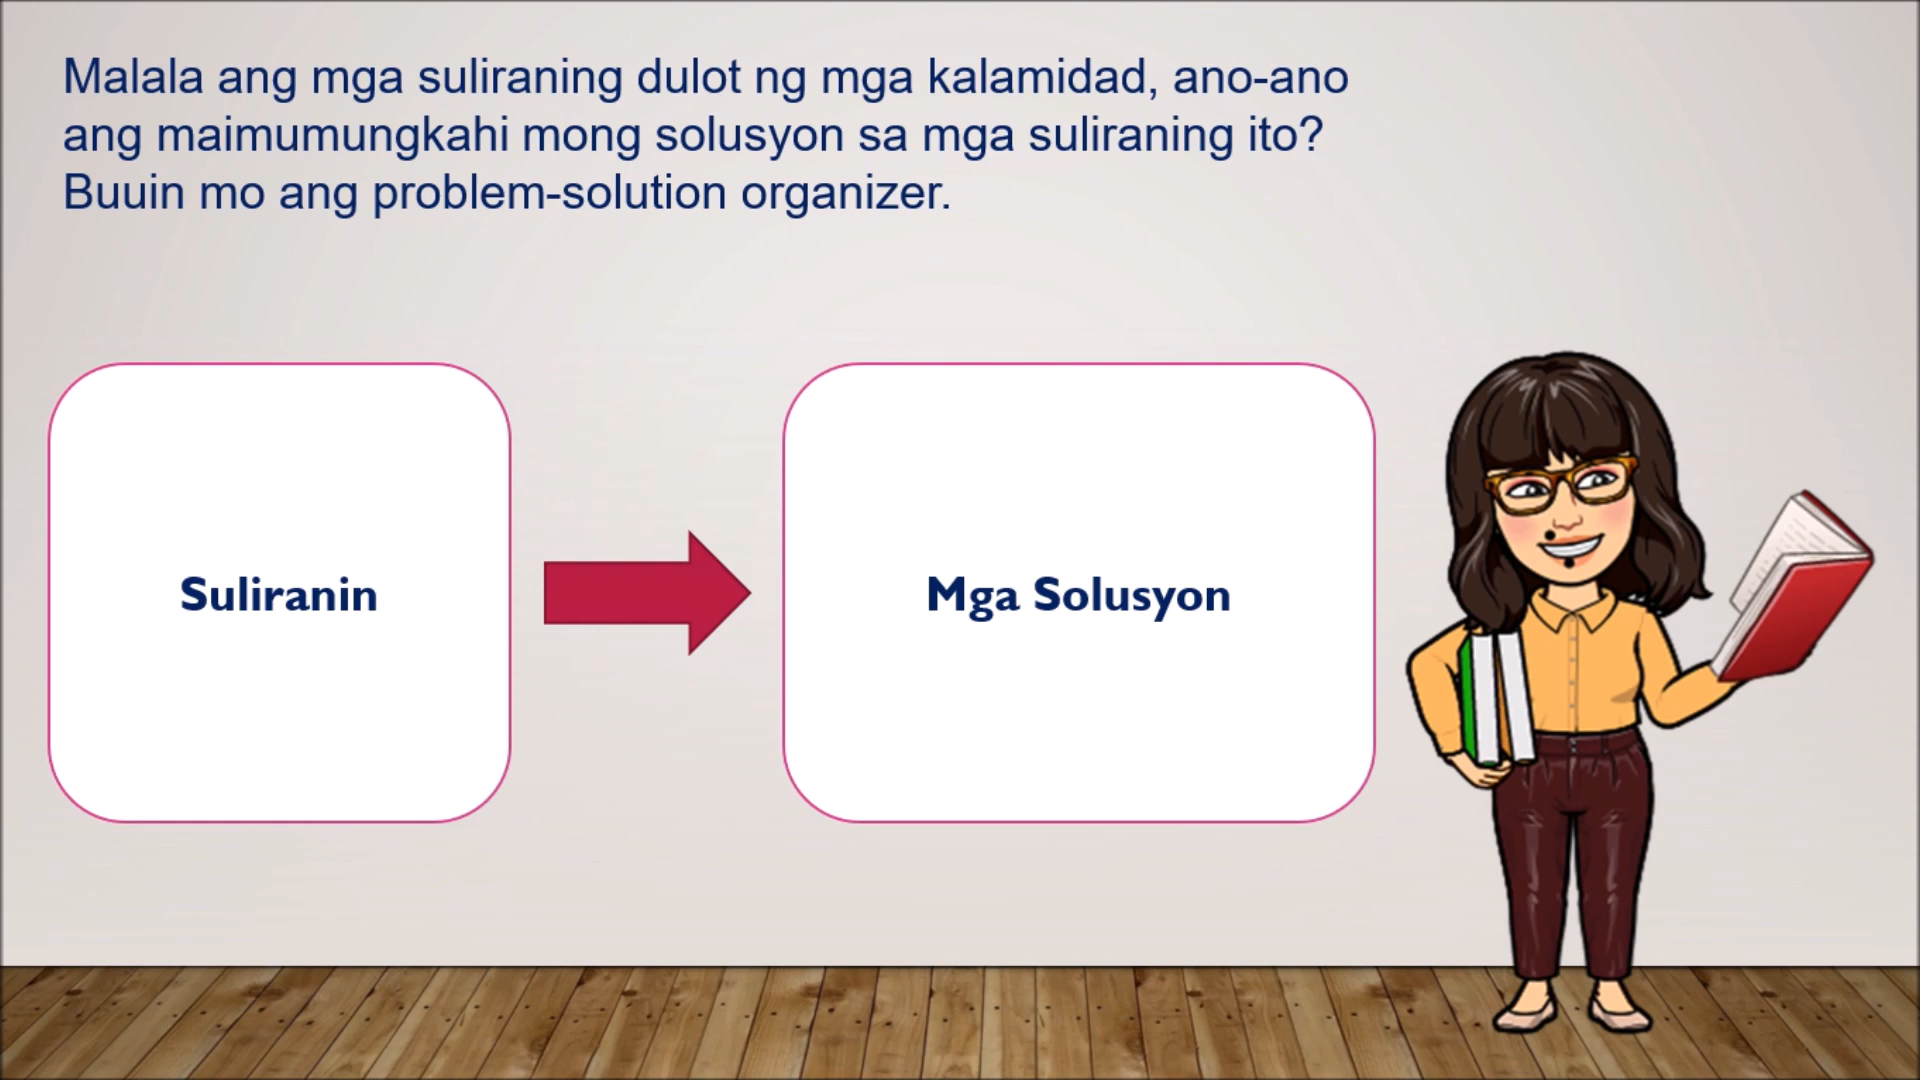 Malala ang mga suliraning dulot ng mga kalamidad, ano-ano
ang maimumungkahi mong solusyon sa mga suliraning ito?
Buuin mo ang problem-solution organizer.
Suliranin
Mga Solusyon